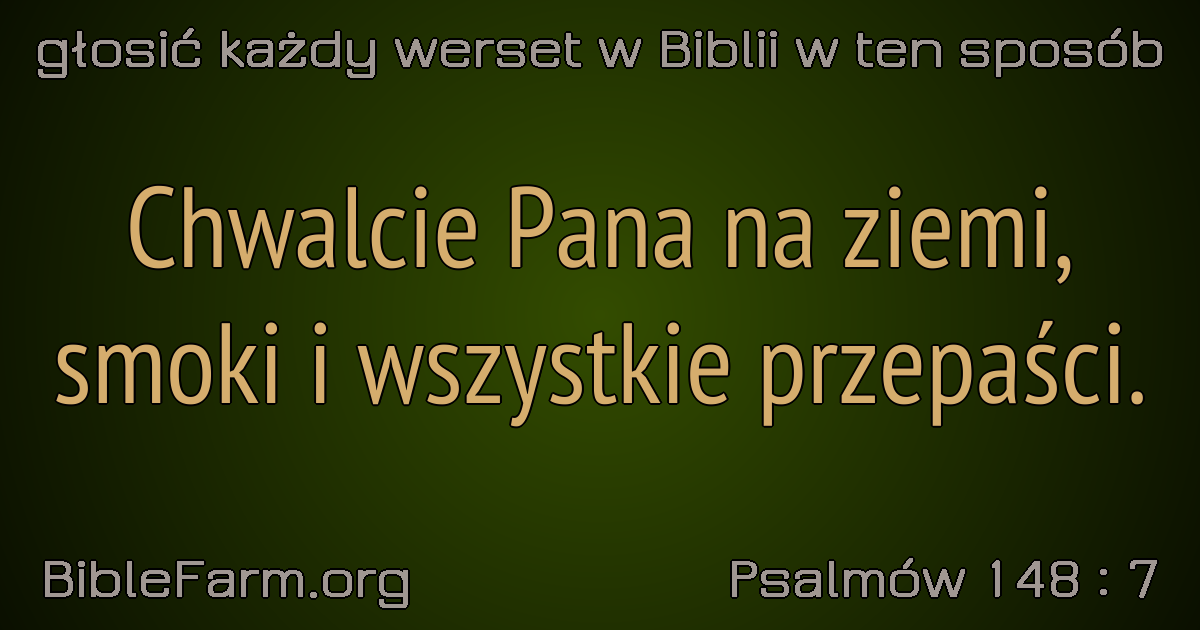 głosić każdy werset w Biblii w ten sposób
Chwalcie Pana na ziemi,
smoki i wszystkie przepaści.
BibleFarm.org
Psalmów 148 : 7